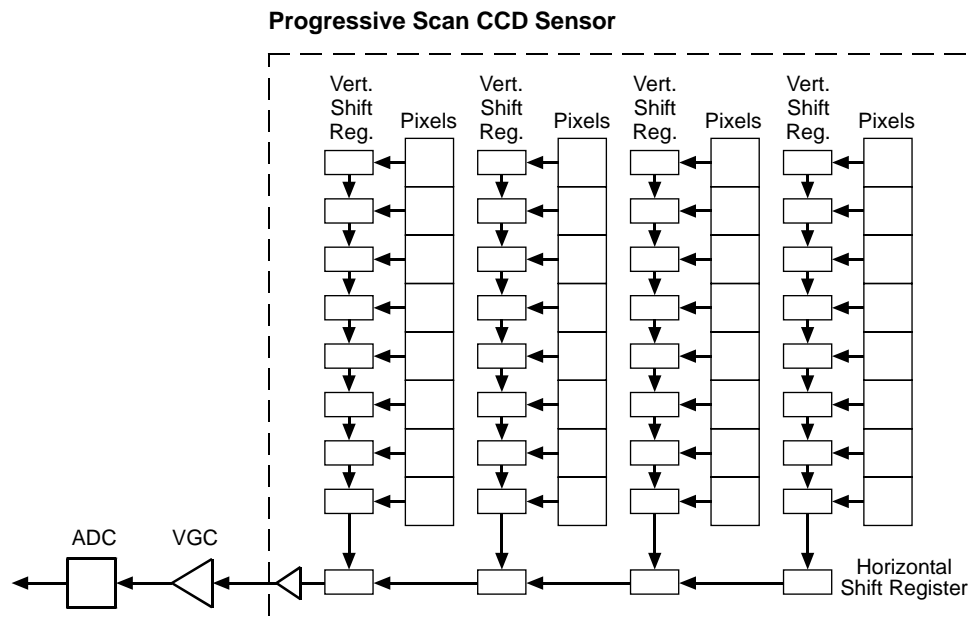 Progressive Scan CCD Sensor
Vert.
Shift
Reg.
Pixels
Vert.
Shift
Reg.
Pixels
Vert.
Shift
Reg.
Pixels
Vert.
Shift
Reg.
Pixels
ADC
VGC
Horizontal
Shift Register